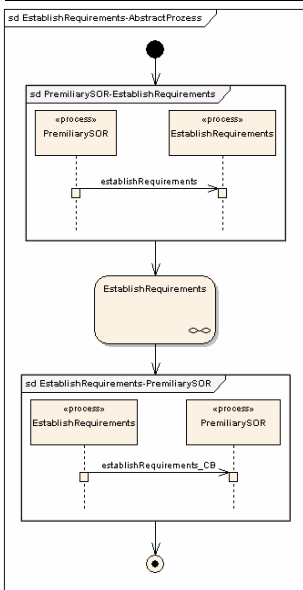 sd EstablishRequirements-AbstractProzess
sd PremiliarySOR-EstablishRequirements
«process»
PremiliarySOR
«process»
EstablishRequirements
establishRequirements
EstablishRequirements
sd EstablishRequirements-PremiliarySOR
«process»
EstablishRequirements
«process»
PremiliarySOR
establishRequirements_CB